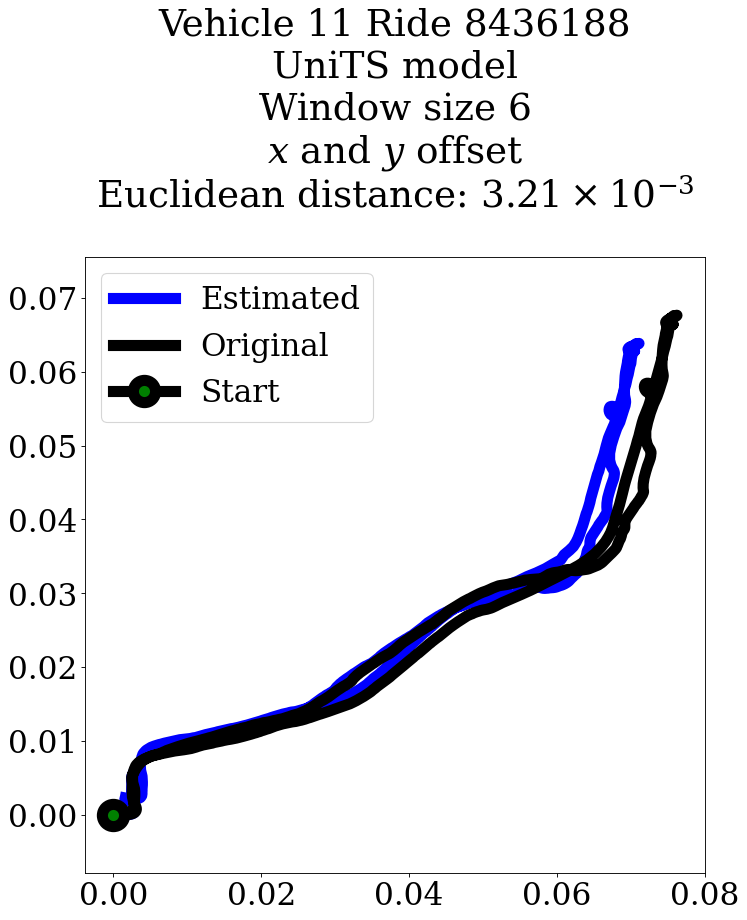 Vehicle 11 Ride 8436188
UniTS model
Window size 6
x and y offset
Euclidean distance: 3.21 × 10⁻³
Estimated
Original
Start
0.07
0.06
0.05
0.04
0.03
0.02
0.01
0.00
0.00 0.02 0.04 0.06 0.08